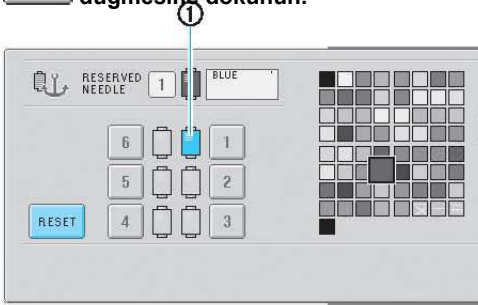 düğmesine dokunun.
①
RESERVED
NEEDLE 1 BLUE
6 1
5 2
RESET 4 3